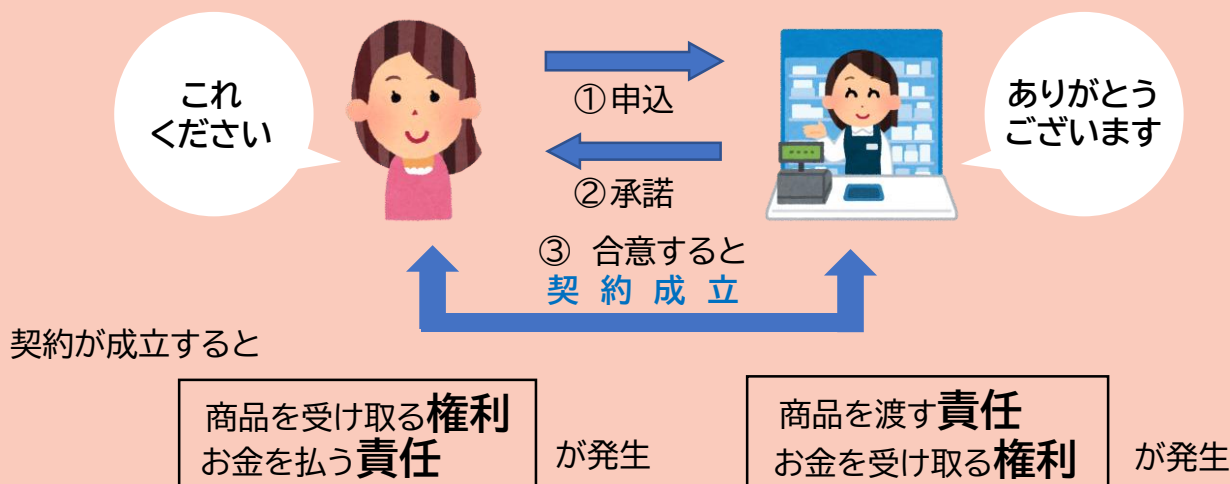 これ
ください
①申込
②承諾
ありがとう
ございます
③ 合意すると
契約成立
契約が成立すると
商品を受け取る権利
お金を払う責任
が発生
商品を渡す責任
お金を受け取る権利
が発生